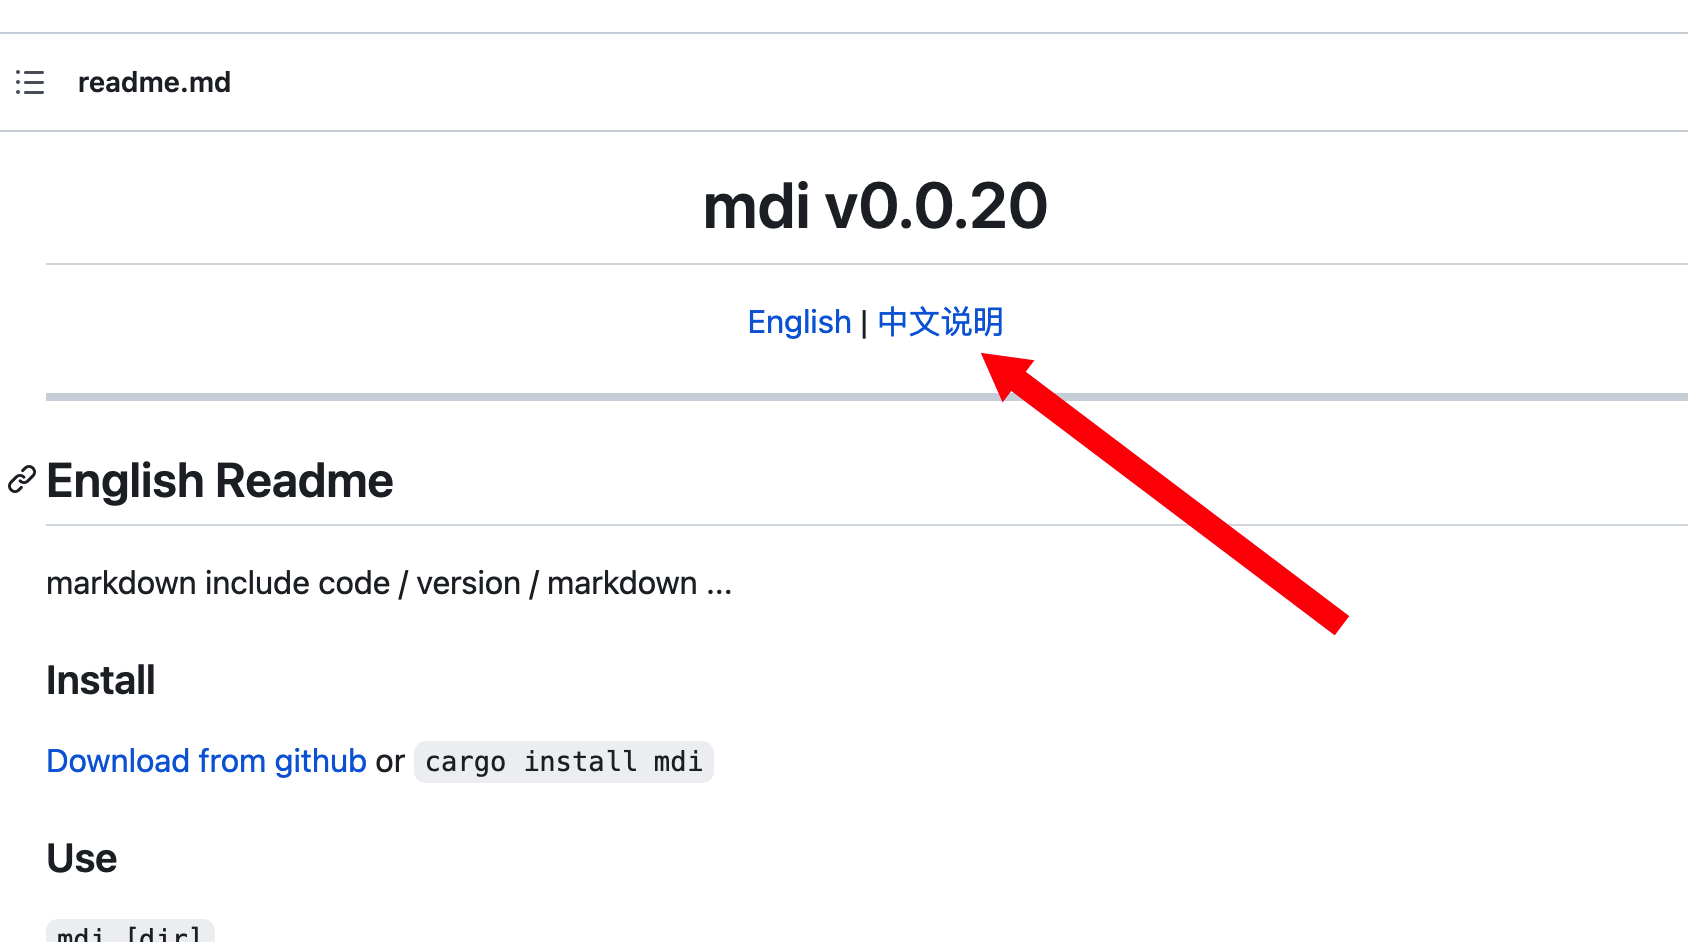 readme.md
mdi v0.0.20
English | 中文说明
English Readme
markdown include code / version / markdown ...
Install
Download from github or cargo install mdi
Use
mdi [dir]